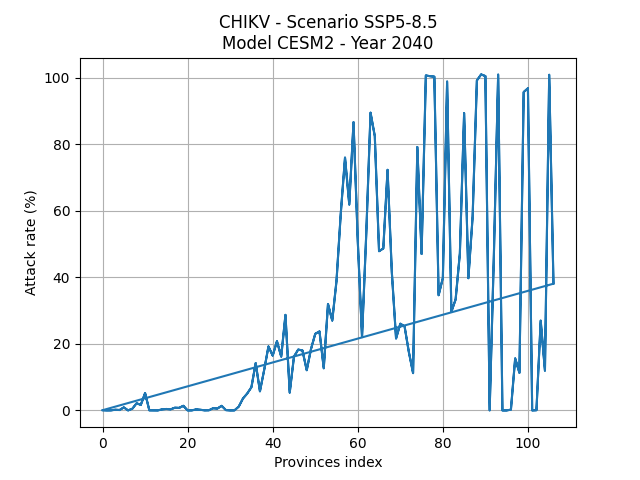 CHIKV - Scenario SSP5-8.5
Model CESM2 - Year 2040
Attack rate (%)
100
80
60
40
20
0
0 20 40 60 80 100
Provinces index